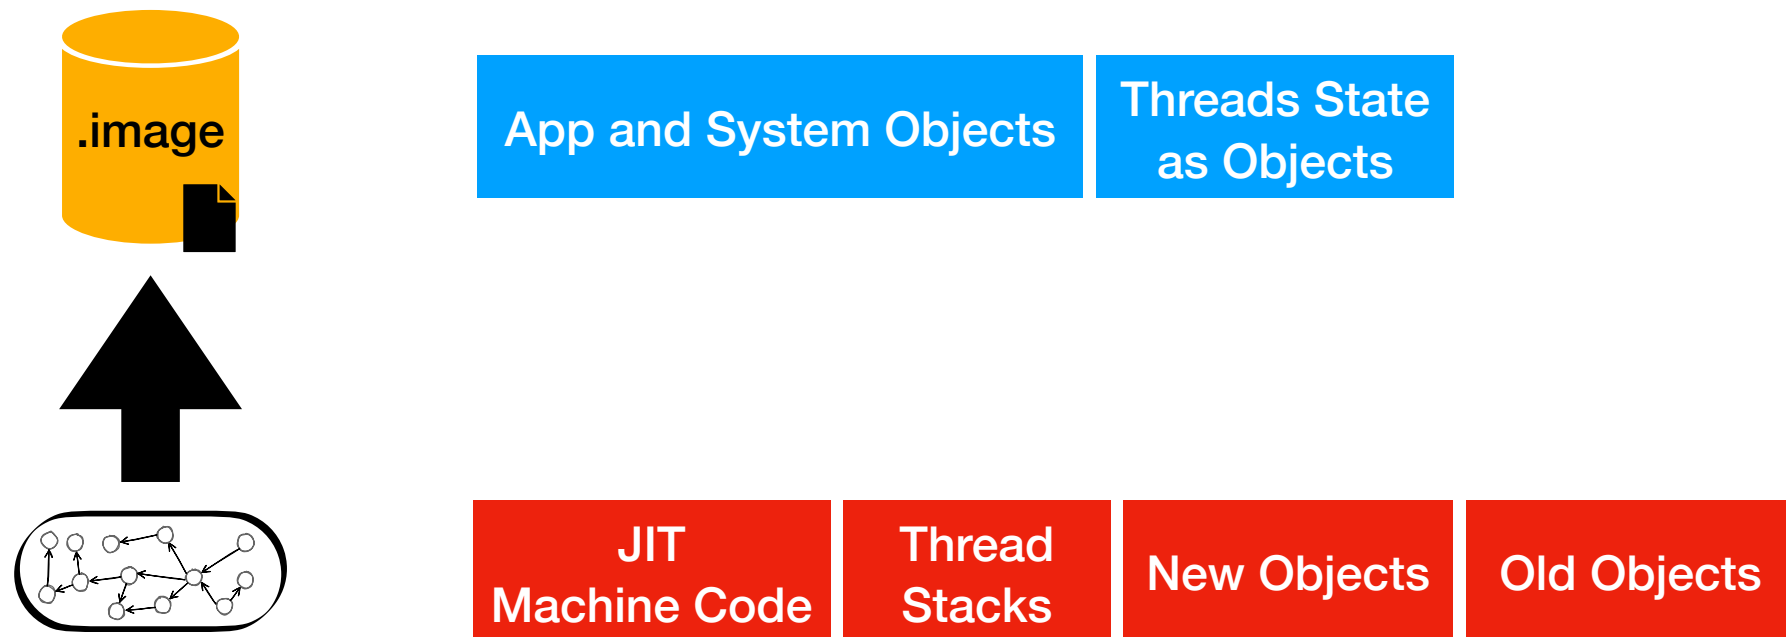 .image
App and System Objects
Threads State
as Objects
JIT
Machine Code
Thread
Stacks
New Objects
Old Objects